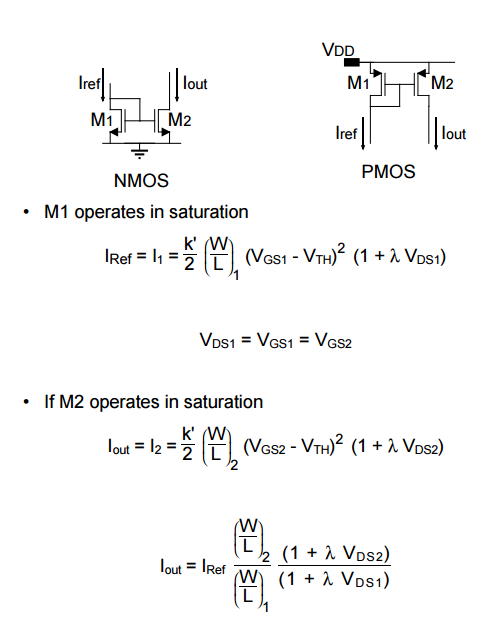 VDD
Iref Iout M1 M2
M1 M2 Iref Iout
NMOS PMOS
• M1 operates in saturation
IRef = I1 = k'/2 (W/L)1 (VGS1 - VTH)² (1 + λ VDS1)
VDS1 = VGS1 = VGS2
• If M2 operates in saturation
Iout = I2 = k'/2 (W/L)2 (VGS2 - VTH)² (1 + λ VDS2)
Iout = IRef (W/L)2 / (W/L)1 (1 + λ VDS2) / (1 + λ VDS1)